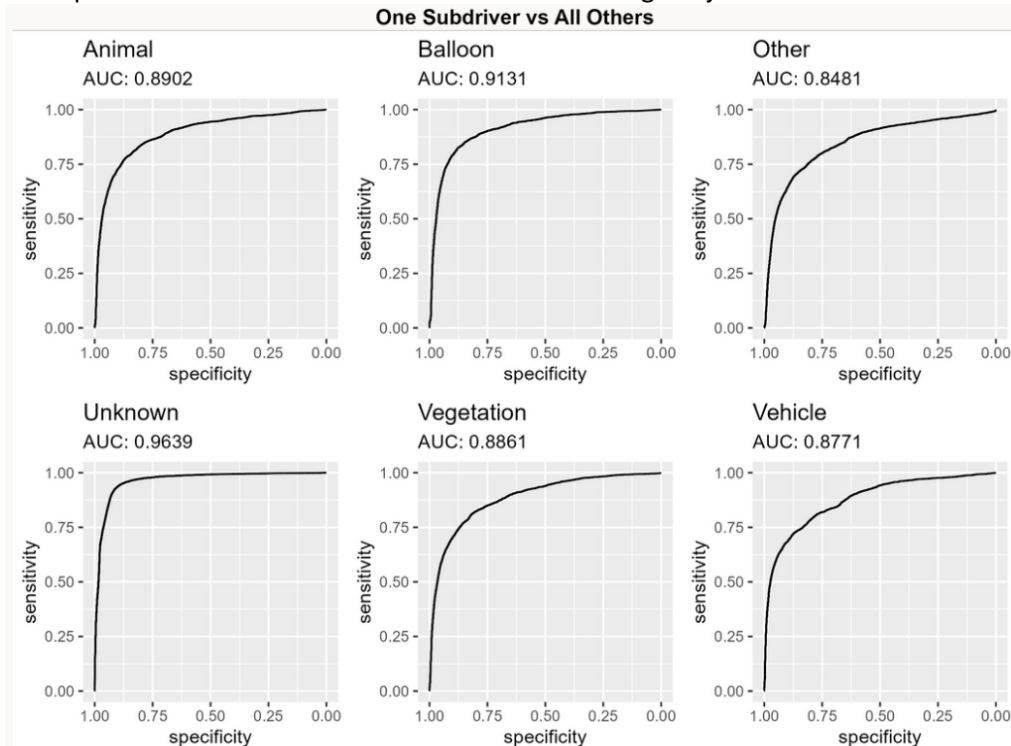 One Subdriver vs All Others
Animal
AUC: 0.8902
1.00
0.75
0.50
0.25
0.00
sensitivity
1.00 0.75 0.50 0.25 0.00
specificity
Balloon
AUC: 0.9131
1.00
0.75
0.50
0.25
0.00
sensitivity
1.00 0.75 0.50 0.25 0.00
specificity
Other
AUC: 0.8481
1.00
0.75
0.50
0.25
0.00
sensitivity
1.00 0.75 0.50 0.25 0.00
specificity
Unknown
AUC: 0.9639
1.00
0.75
0.50
0.25
0.00
sensitivity
1.00 0.75 0.50 0.25 0.00
specificity
Vegetation
AUC: 0.8861
1.00
0.75
0.50
0.25
0.00
sensitivity
1.00 0.75 0.50 0.25 0.00
specificity
Vehicle
AUC: 0.8771
1.00
0.75
0.50
0.25
0.00
sensitivity
1.00 0.75 0.50 0.25 0.00
specificity